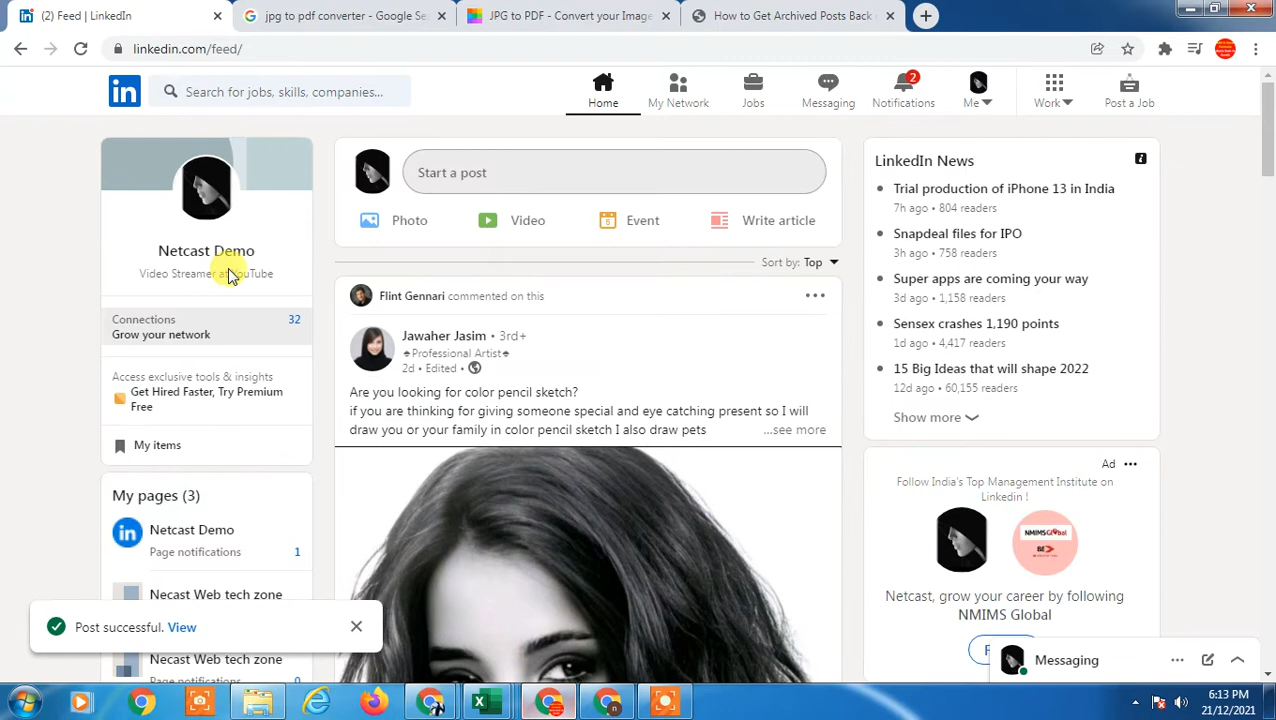 (2) Feed | LinkedIn
jpg to pdf converter - Google Se
JPG to PDF - Convert your Image
How to Get Archived Posts Back
linkedin.com/feed/
in
Search for jobs, skills, companies...
Home
My Network
Jobs
Messaging
2
Notifications
Me
Work
Post a Job
Netcast Demo
Video Streamer at YouTube
Connections 32
Grow your network
Access exclusive tools & insights
Get Hired Faster, Try Premium
Free
My items
My pages (3)
in
Netcast Demo
Page notifications 1
Necast Web tech zone
Necast Web tech zone
Post successful. View
Start a post
Photo
Video
Event
Write article
Sort by: Top
Flint Gennari commented on this
Jawaher Jasim • 3rd+
♠Professional Artist♠
2d • Edited •
Are you looking for color pencil sketch?
if you are thinking for giving someone special and eye catching present so I will
draw you or your family in color pencil sketch I also draw pets ...see more
LinkedIn News
Trial production of iPhone 13 in India
7h ago • 804 readers
Snapdeal files for IPO
3h ago • 758 readers
Super apps are coming your way
3d ago • 1,158 readers
Sensex crashes 1,190 points
1d ago • 4,417 readers
15 Big Ideas that will shape 2022
12d ago • 60,155 readers
Show more
Ad
Follow India's Top Management Institute on
Linkedin !
NMIMS GLobal
Netcast, grow your career by following
NMIMS Global
Messaging
6:13 PM
21/12/2021